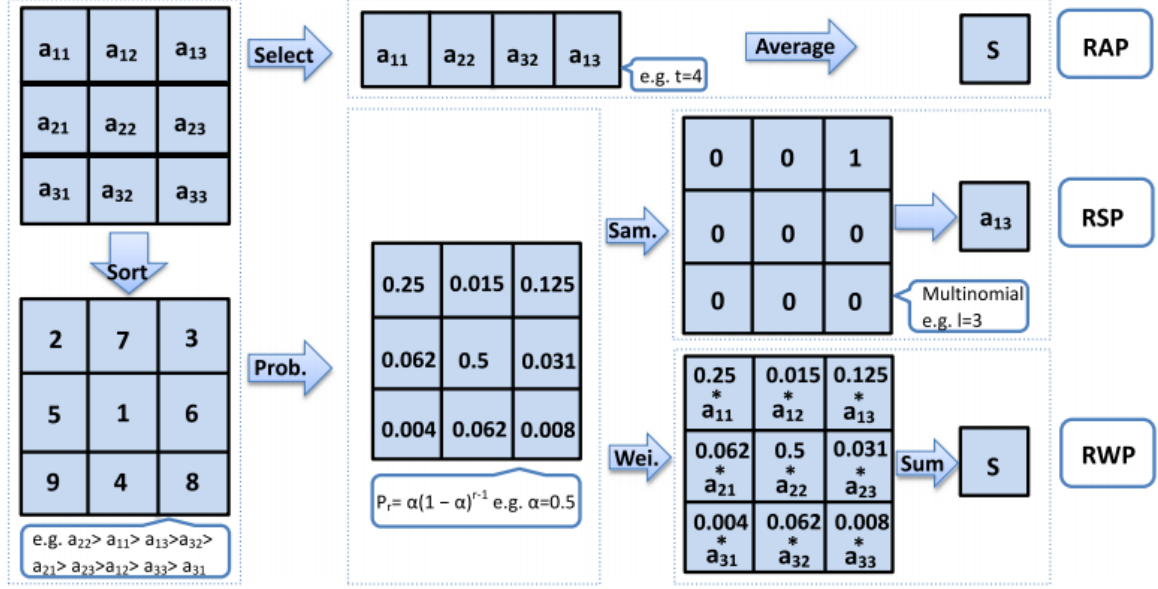 a11 a12 a13
a21 a22 a23
a31 a32 a33
Select
a11 a22 a32 a13
e.g. t=4
Average
S
RAP
Sort
2 7 3
5 1 6
9 4 8
e.g. a22> a11> a13>a32>
a21> a23>a12> a33> a31
Prob.
0.25 0.015 0.125
0.062 0.5 0.031
0.004 0.062 0.008
Pr= α(1 − α)r-1 e.g. α=0.5
Sam.
0 0 1
0 0 0
0 0 0
Multinomial
e.g. l=3
a13
RSP
Wei.
0.25 0.015 0.125
* * *
a11 a12 a13
0.062 0.5 0.031
* * *
a21 a22 a23
0.004 0.062 0.008
* * *
a31 a32 a33
Sum
S
RWP